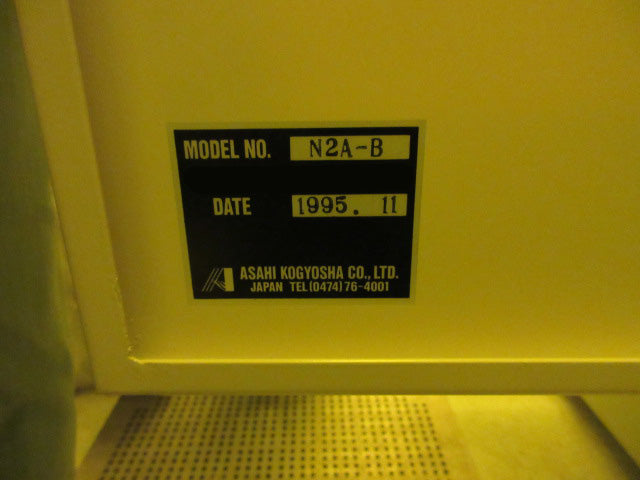 MODEL NO. N2A-B
DATE 1995. 11
ASAHI KOGYOSHA CO., LTD.
JAPAN TEL (0474) 76-4001